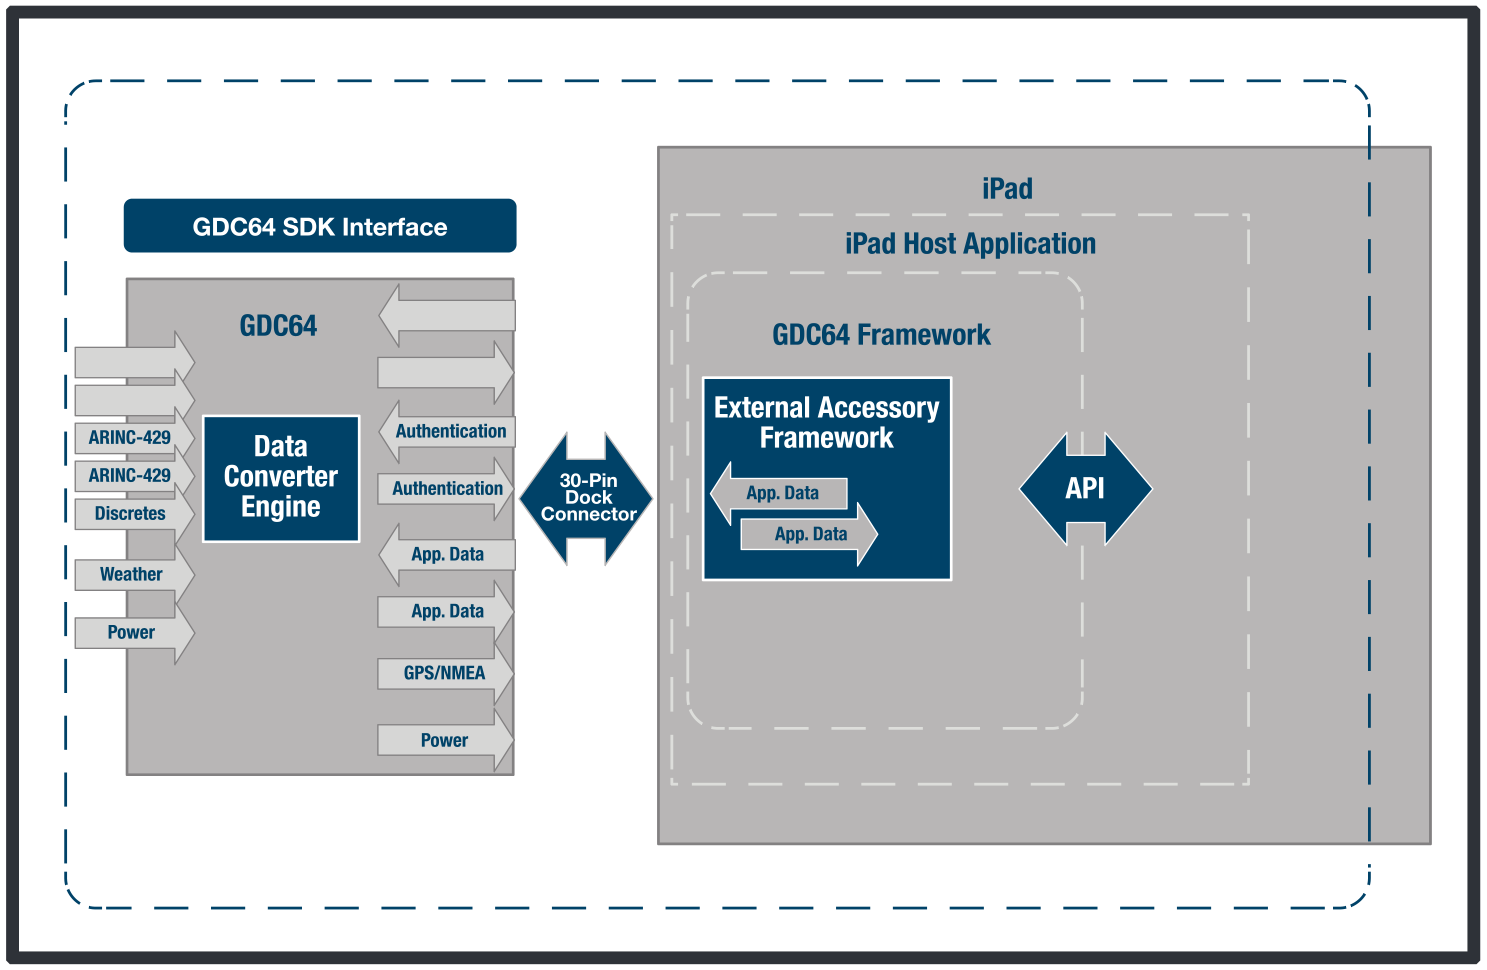 GDC64 SDK Interface
GDC64
ARINC-429
ARINC-429
Discretes
Weather
Power
Data
Converter
Engine
Authentication
Authentication
App. Data
App. Data
GPS/NMEA
Power
30-Pin
Dock
Connector
iPad
iPad Host Application
GDC64 Framework
External Accessory
Framework
App. Data
App. Data
API